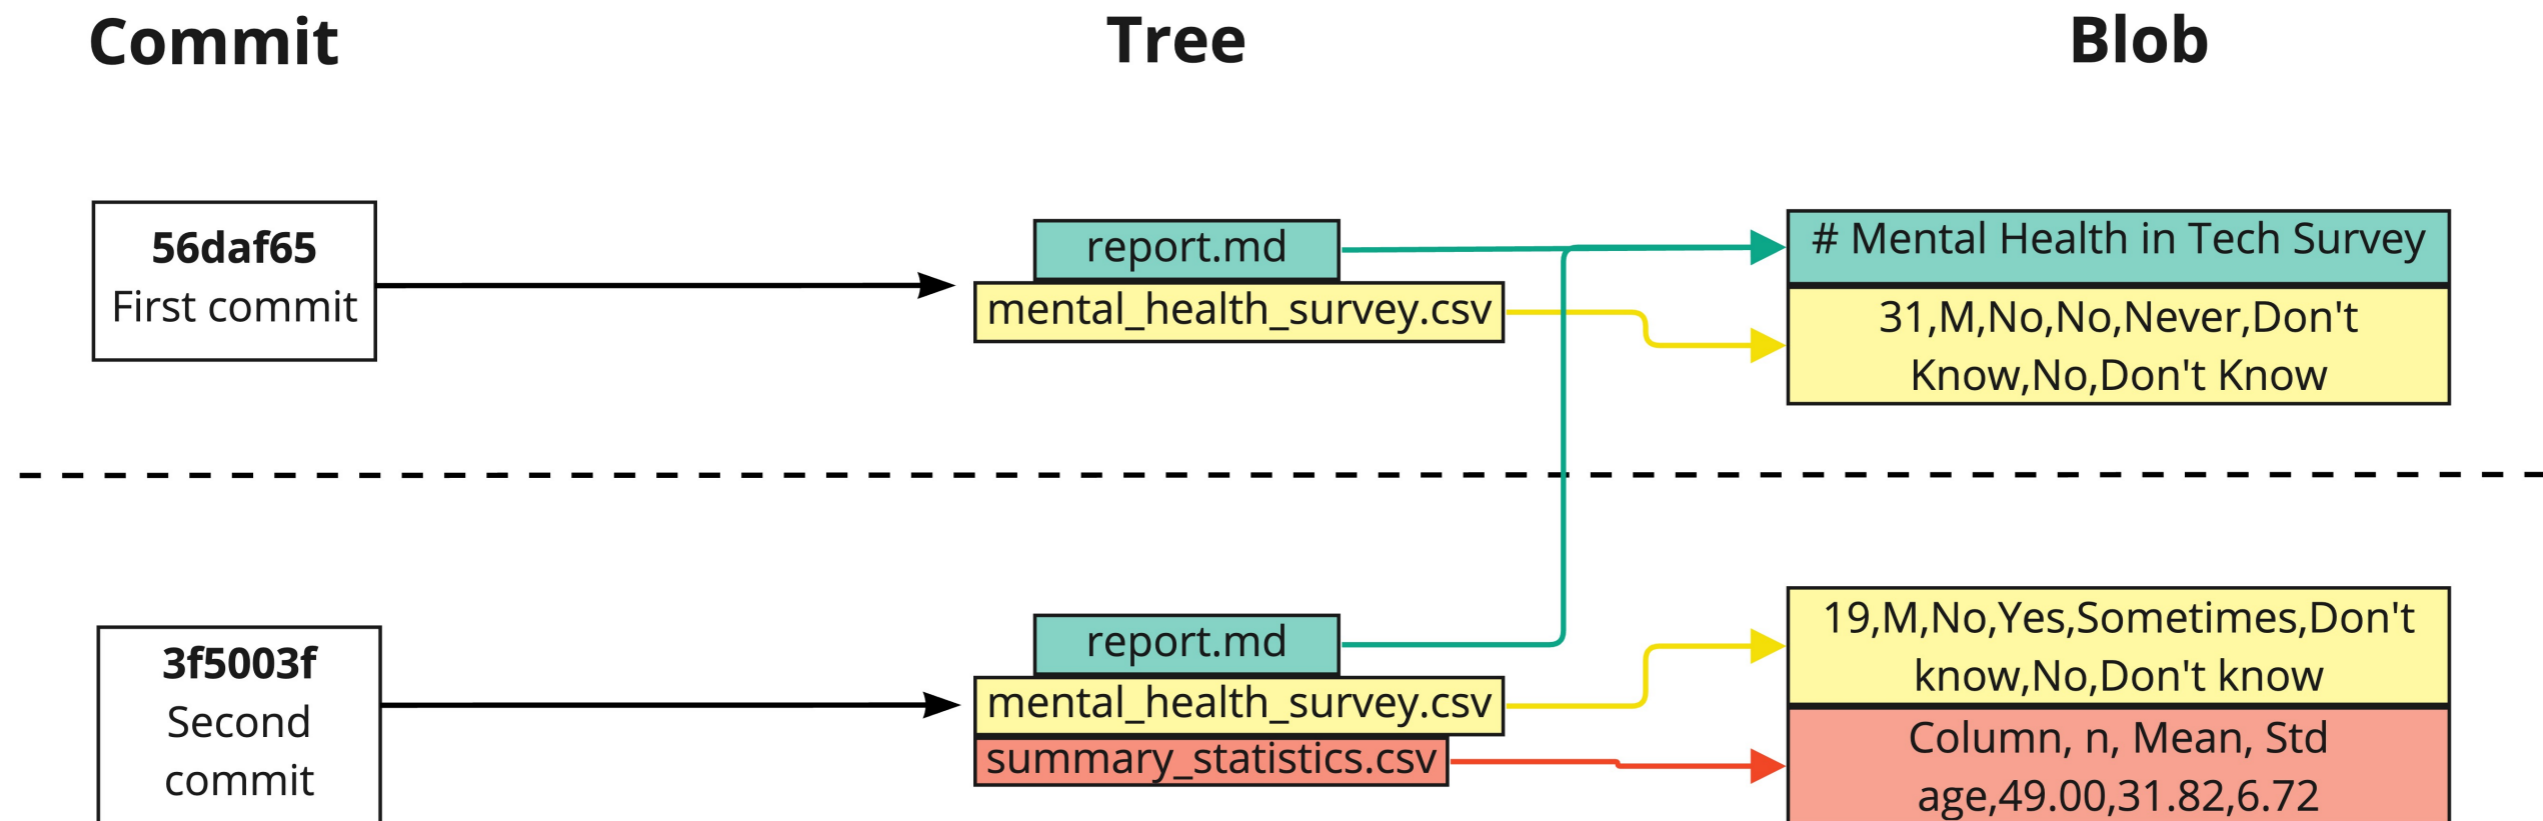 Commit
Tree
Blob
56daf65
First commit
report.md
mental_health_survey.csv
# Mental Health in Tech Survey
31,M,No,No,Never,Don't
Know,No,Don't Know
3f5003f
Second
commit
report.md
mental_health_survey.csv
summary_statistics.csv
19,M,No,Yes,Sometimes,Don't
know,No,Don't know
Column, n, Mean, Std
age,49.00,31.82,6.72